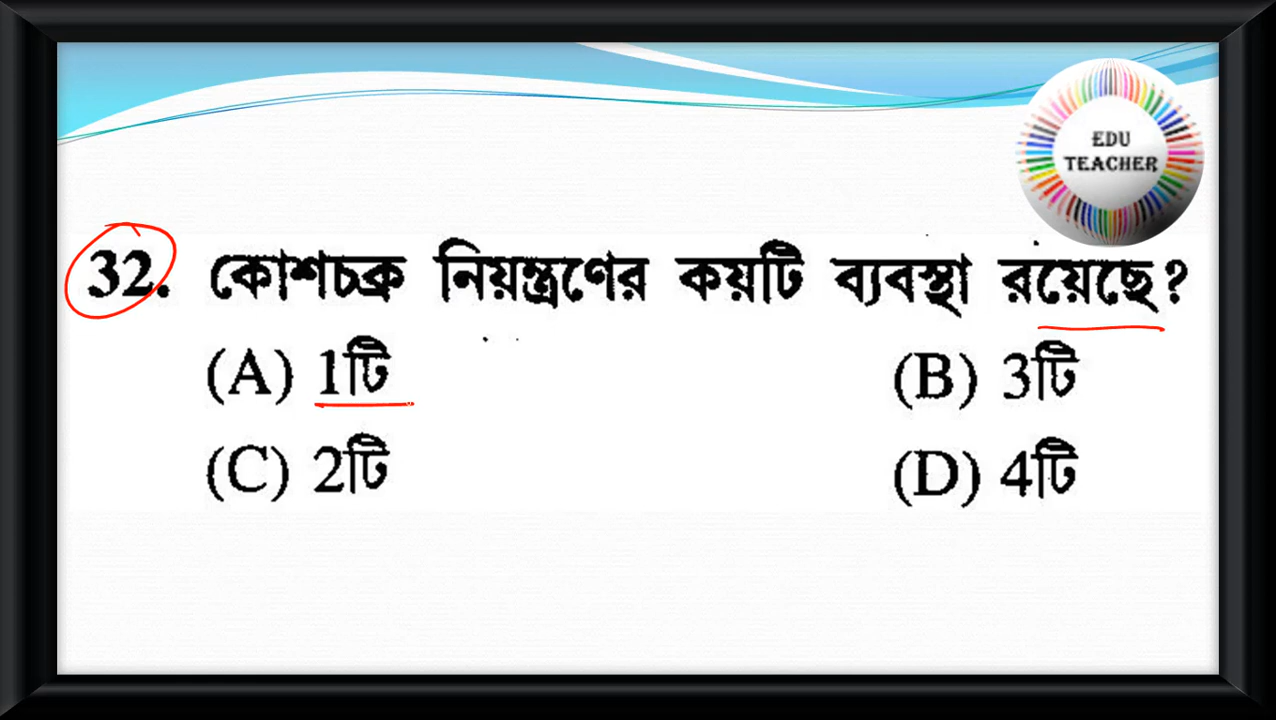 EDU
TEACHER
32. কোশচক্র নিয়ন্ত্রণের কয়টি ব্যবস্থা রয়েছে?
(A) 1টি (B) 3টি
(C) 2টি (D) 4টি